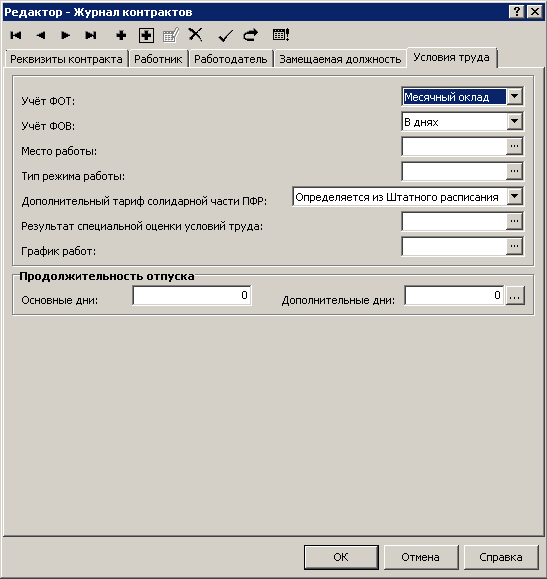 Редактор - Журнал контрактов
Реквизиты контракта Работник Работодатель Замещаемая должность Условия труда
Учёт ФОТ: Месячный оклад
Учёт ФОВ: В днях
Место работы: ...
Тип режима работы: ...
Дополнительный тариф солидарной части ПФР: Определяется из Штатного расписания
Результат специальной оценки условий труда: ...
График работ: ...
Продолжительность отпуска
Основные дни: 0 Дополнительные дни: 0 ...
ОК Отмена Справка